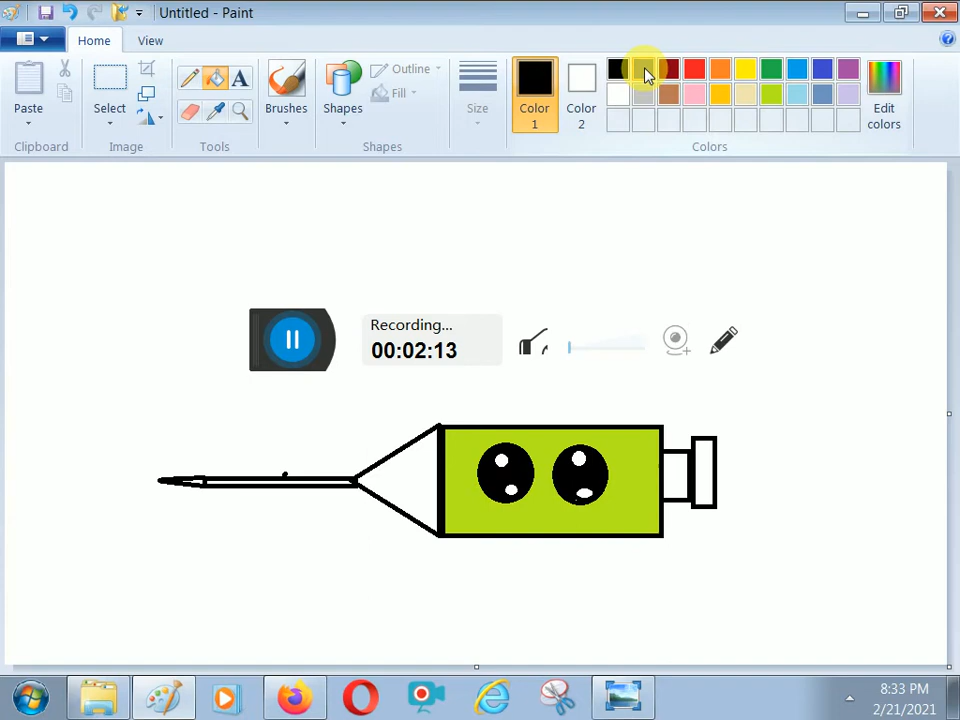 Untitled - Paint
Home View
Paste
Select
A
Brushes
Shapes
Outline
Fill
Size
Color 1
Color 2
Edit colors
Clipboard
Image
Tools
Shapes
Colors
Recording...
00:02:13
8:33 PM
2/21/2021